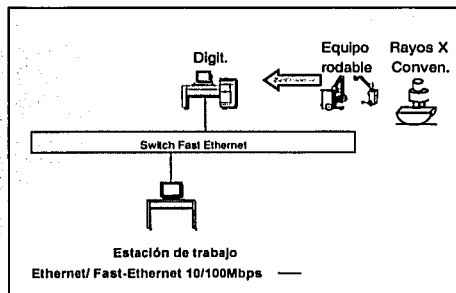 Digit.
Equipo
rodable
Rayos X
Conven.
Switch Fast Ethernet
Estación de trabajo
Ethernet/ Fast-Ethernet 10/100Mbps